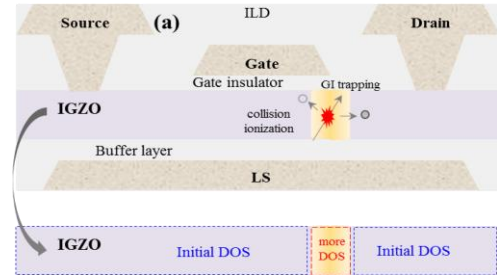 Source
(a)
ILD
Drain
Gate
Gate insulator
GI trapping
IGZO
collision
ionization
Buffer layer
LS
IGZO
Initial DOS
more
DOS
Initial DOS